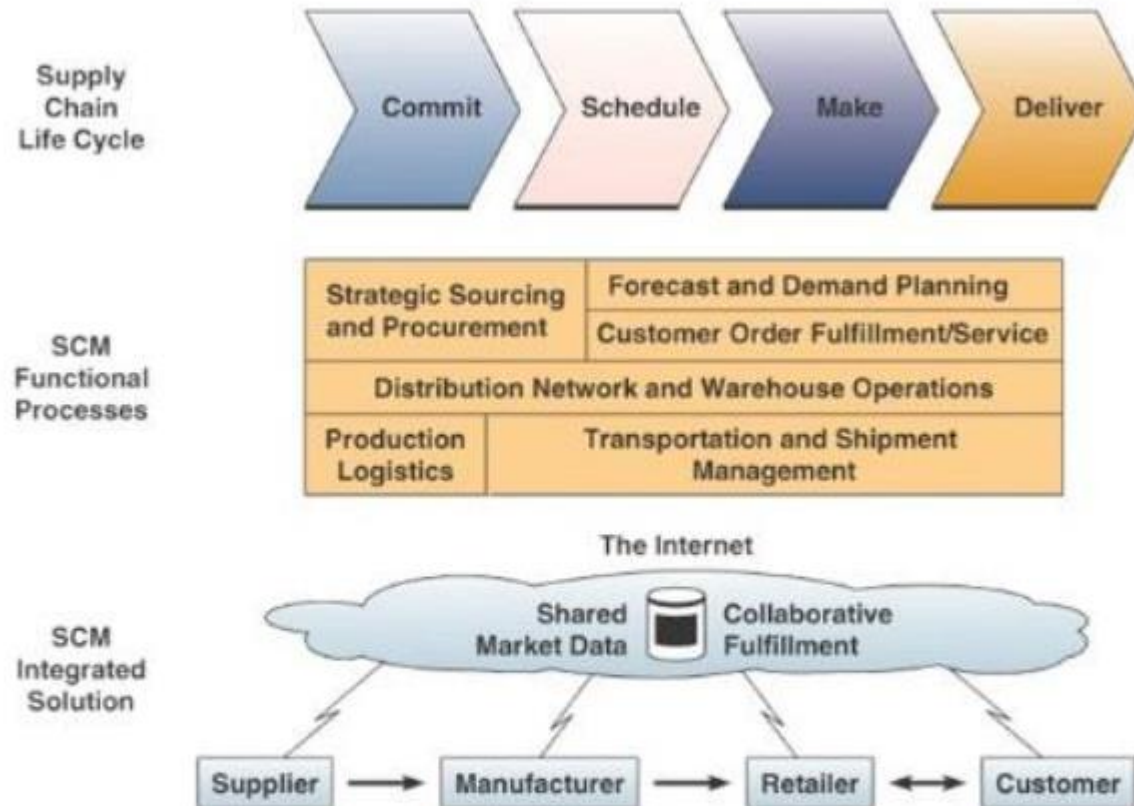 Supply
Chain
Life Cycle
Commit
Schedule
Make
Deliver
SCM
Functional
Processes
Strategic Sourcing
and Procurement
Forecast and Demand Planning
Customer Order Fulfillment/Service
Distribution Network and Warehouse Operations
Production
Logistics
Transportation and Shipment
Management
The Internet
SCM
Integrated
Solution
Shared
Market Data
Collaborative
Fulfillment
Supplier
Manufacturer
Retailer
Customer